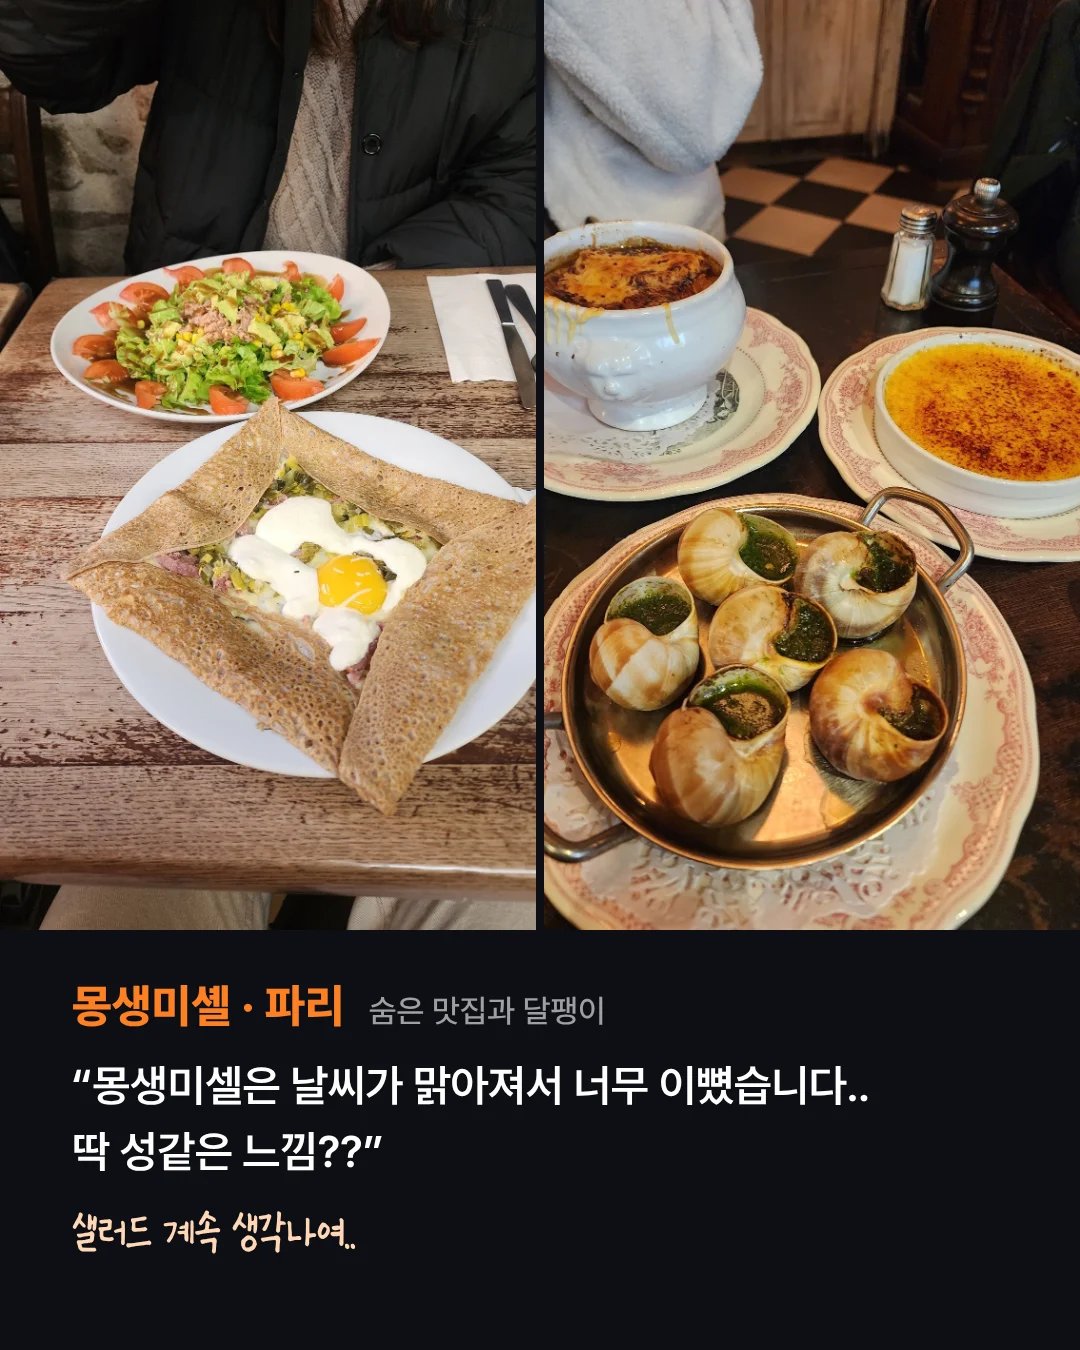 몽생미셸 · 파리 숨은 맛집과 달팽이
“몽생미셀은 날씨가 맑아져서 너무 이뻤습니다..
딱 성같은 느낌??”
샐러드 계속 생각나여..